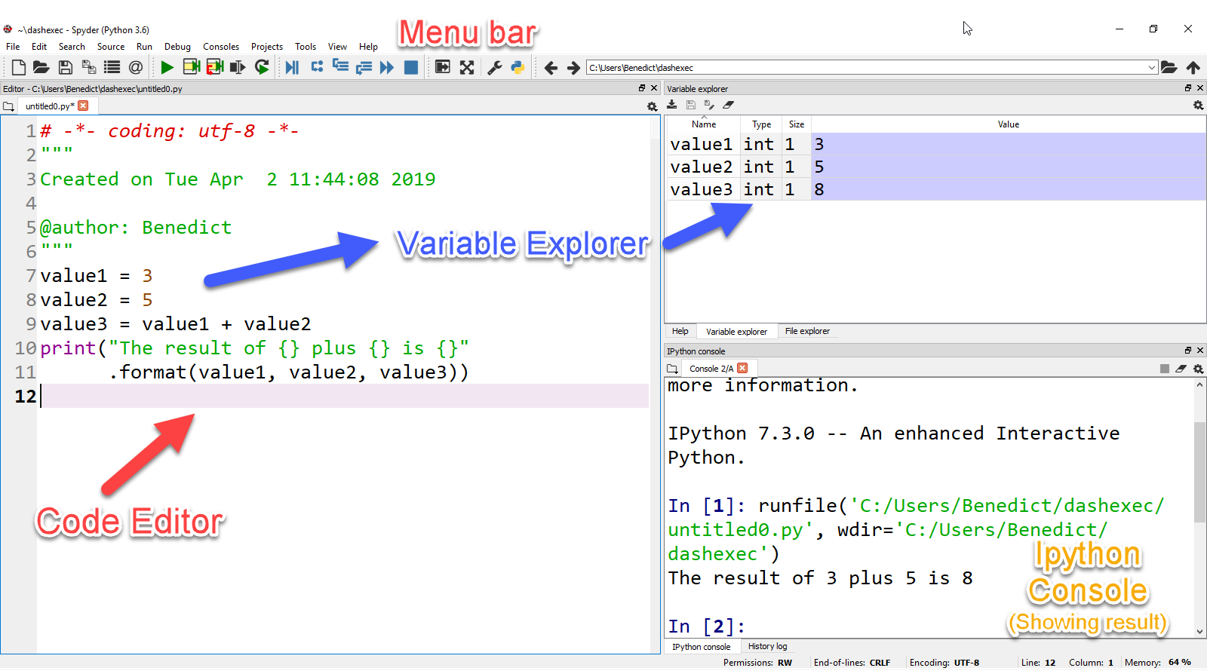 ~\dashexec - Spyder (Python 3.6)
File Edit Search Source Run Debug Consoles Projects Tools View Help
Menu bar
C:\Users\Benedict\dashexec
Editor - C:\Users\Benedict\dashexec\untitled0.py
untitled0.py*
1 # -*- coding: utf-8 -*-
2 """
3 Created on Tue Apr  2 11:44:08 2019
4
5 @author: Benedict
6 """
7 value1 = 3
8 value2 = 5
9 value3 = value1 + value2
10 print("The result of {} plus {} is {}"
11       .format(value1, value2, value3))
12
Variable Explorer
Code Editor
Variable explorer
Name Type Size Value
value1 int 1 3
value2 int 1 5
value3 int 1 8
Help Variable explorer File explorer
IPython console
Console 2/A
more information.
IPython 7.3.0 -- An enhanced Interactive
Python.
In [1]: runfile('C:/Users/Benedict/dashexec/
untitled0.py', wdir='C:/Users/Benedict/
dashexec')
The result of 3 plus 5 is 8
In [2]:
Ipython
Console
(Showing result)
IPython console History log
Permissions: RW End-of-lines: CRLF Encoding: UTF-8 Line: 12 Column: 1 Memory: 64 %